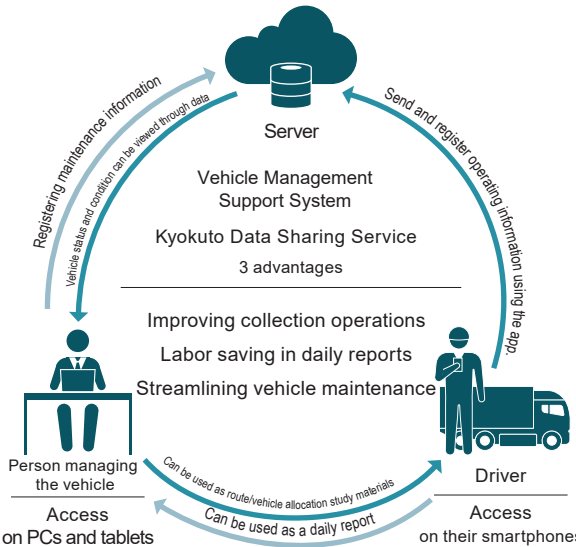 Server
Registering maintenance information
Vehicle status and condition can be viewed through data
Send and register operating information using the app.
Vehicle Management
Support System
Kyokuto Data Sharing Service
3 advantages
Improving collection operations
Labor saving in daily reports
Streamlining vehicle maintenance
Person managing
the vehicle
Access
on PCs and tablets
Can be used as route/vehicle allocation study materials
Can be used as a daily report
Driver
Access
on their smartphones